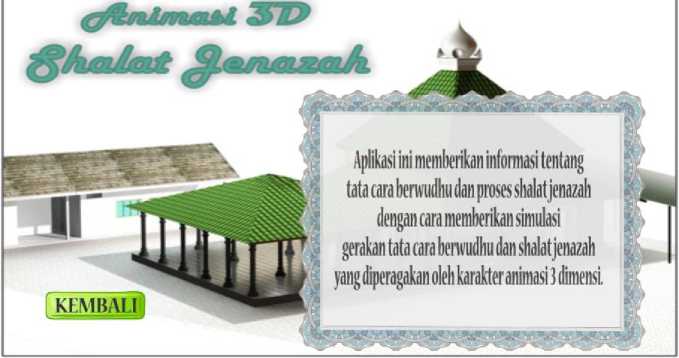 Animasi 3D
Shalat Jenazah
Aplikasi ini memberikan informasi tentang
tata cara berwudhu dan proses shalat jenazah
dengan cara memberikan simulasi
gerakan tata cara berwudhu dan shalat jenazah
yang diperagakan oleh karakter animasi 3 dimensi.
KEMBALI